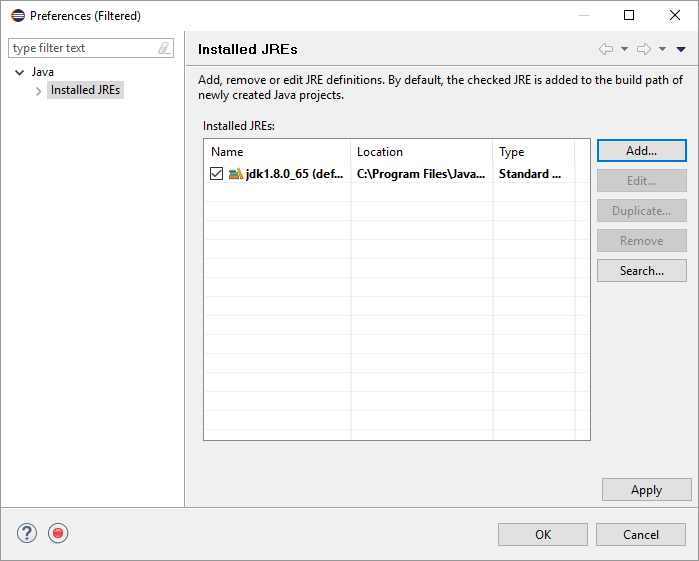 Preferences (Filtered)
type filter text
Java
Installed JREs
Installed JREs
Add, remove or edit JRE definitions. By default, the checked JRE is added to the build path of
newly created Java projects.
Installed JREs:
Name Location Type
jdk1.8.0_65 (def... C:\Program Files\Java... Standard ...
Add...
Edit...
Duplicate...
Remove
Search...
Apply
OK Cancel